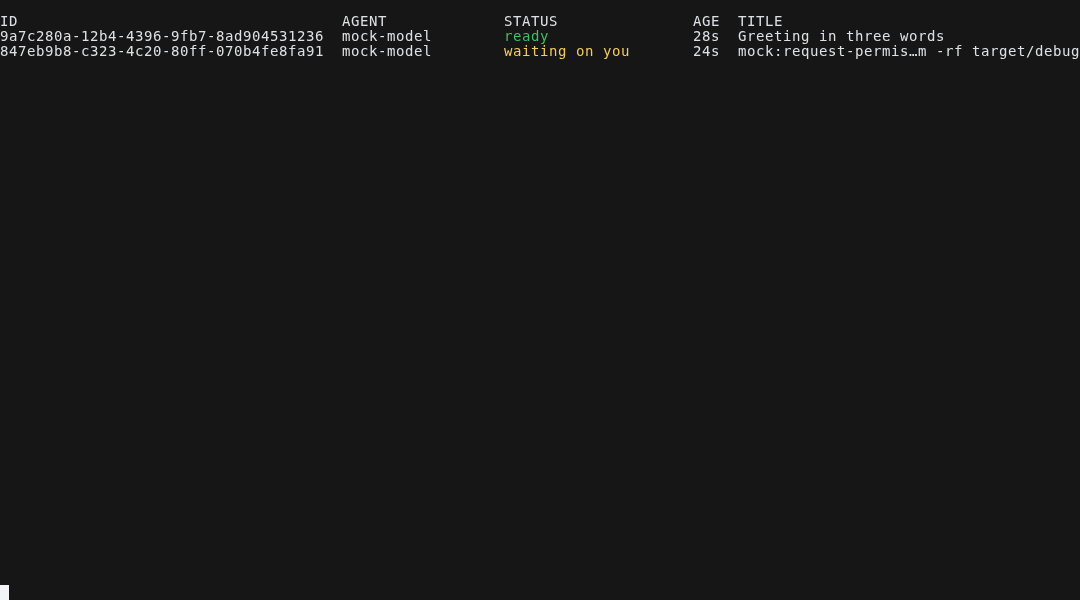 ID AGENT STATUS AGE TITLE
9a7c280a-12b4-4396-9fb7-8ad904531236 mock-model ready 28s Greeting in three words
847eb9b8-c323-4c20-80ff-070b4fe8fa91 mock-model waiting on you 24s mock:request-permis…m -rf target/debug